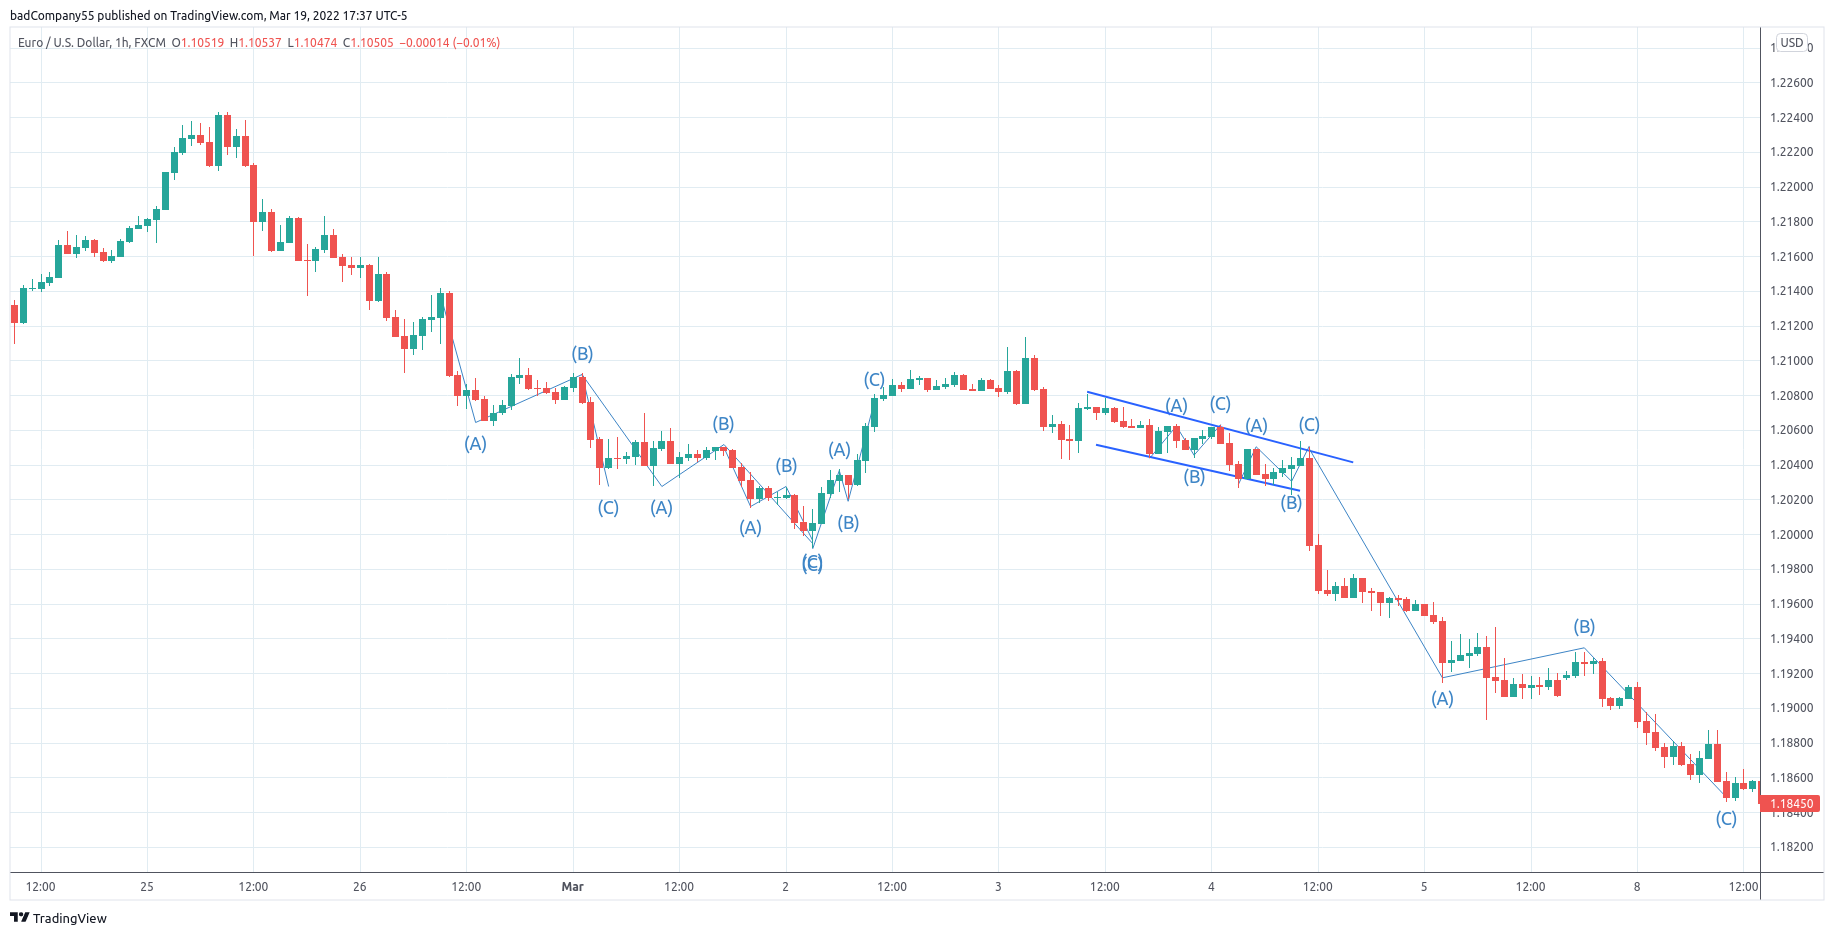 badCompany55 published on TradingView.com, Mar 19, 2022 17:37 UTC-5
Euro / U.S. Dollar, 1h, FXCM O1.10519 H1.10537 L1.10474 C1.10505 −0.00014 (−0.01%)
USD
1.22600
1.22400
1.22200
1.22000
1.21800
1.21600
1.21400
1.21200
1.21000
1.20800
1.20600
1.20400
1.20200
1.20000
1.19800
1.19600
1.19400
1.19200
1.19000
1.18800
1.18600
1.18450
1.18400
1.18200
(A)
(B)
(C)
(A)
(B)
(A)
(B)
(C)
(C)
(A)
(B)
(C)
(A)
(B)
(C)
(A)
(B)
(C)
(A)
(B)
(C)
12:00 25 12:00 26 12:00 Mar 12:00 2 12:00 3 12:00 4 12:00 5 12:00 8 12:00
TradingView